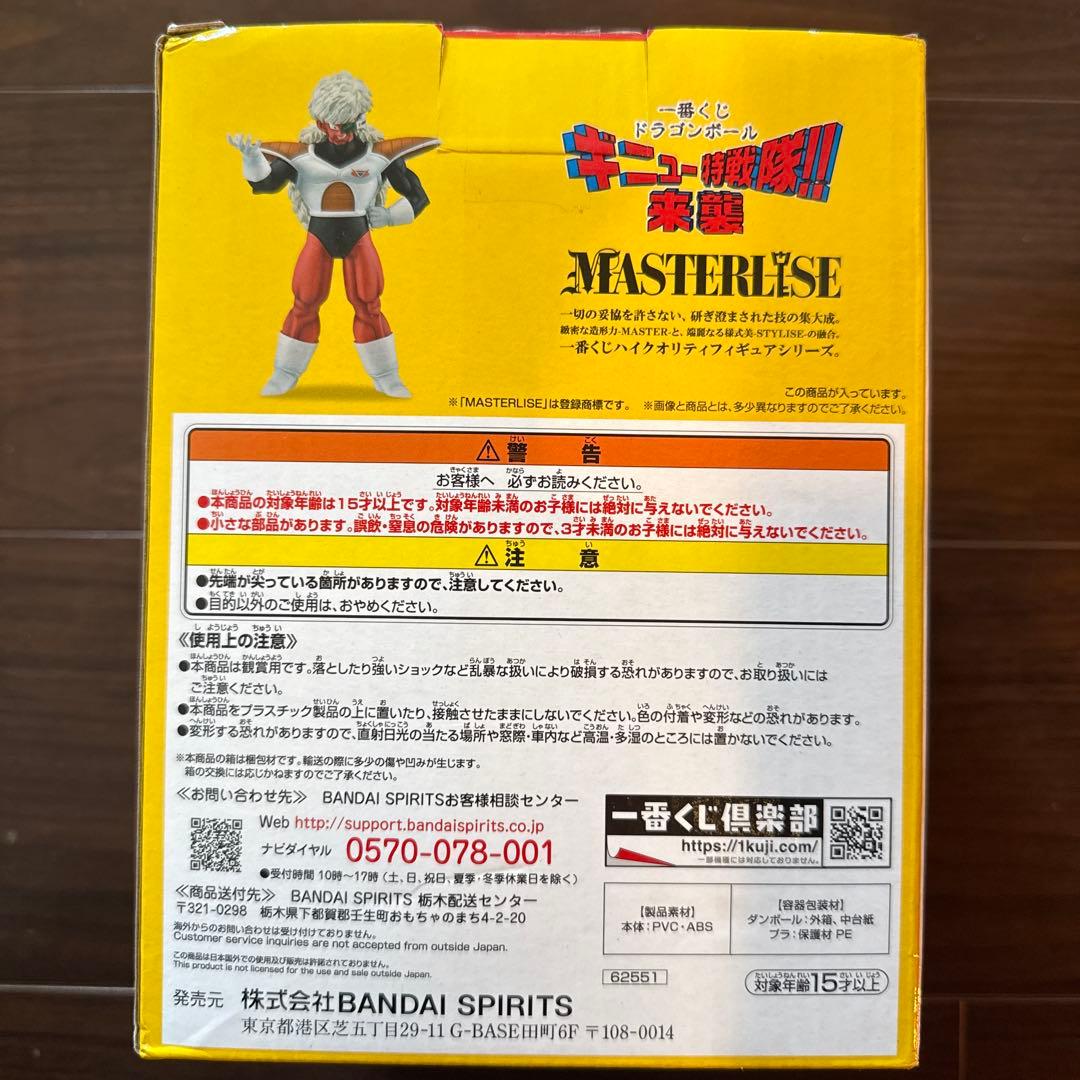 一番くじ
ドラゴンボール
ギニュー特戦隊!!
来襲
MASTERLISE
一切の妥協を許さない、研ぎ澄まされた技の集大成。
緻密な造形力-MASTER-と、端麗なる様式美-STYLISE-の融合。
一番くじハイクオリティフィギュアシリーズ。
この商品が入っています。
※「MASTERLISE」は登録商標です。 ※画像と商品とは、多少異なりますのでご了承ください。
⚠警告
お客様へ 必ずお読みください。
●本商品の対象年齢は15才以上です。対象年齢未満のお子様には絶対に与えないでください。
●小さな部品があります。誤飲・窒息の危険がありますので、3才未満のお子様には絶対に与えないでください。
⚠注意
●先端が尖っている箇所がありますので、注意してください。
●目的以外のご使用は、おやめください。
《使用上の注意》
●本商品は観賞用です。落としたり強いショックなど乱暴な扱いにより破損する恐れがありますので、お取り扱いには
ご注意ください。
●本商品をプラスチック製品の上に置いたり、接触させたままにしないでください。色の付着や変形などの恐れがあります。
●変形する恐れがありますので、直射日光の当たる場所や窓際・車内など高温・多湿のところには置かないでください。
※本商品の箱は梱包材です。輸送の際に多少の傷や凹みが生じます。
箱の交換には応じかねますのでご了承ください。
≪お問い合わせ先≫ BANDAI SPIRITSお客様相談センター
Web http://support.bandaispirits.co.jp
ナビダイヤル 0570-078-001
●受付時間 10時～17時(土、日、祝日、夏季・冬季休業日を除く)
≪商品送付先≫ BANDAI SPIRITS 栃木配送センター
〒321-0298 栃木県下都賀郡壬生町おもちゃのまち4-2-20
海外からのお問い合わせは受け付けておりません。
Customer service inquiries are not accepted from outside Japan.
この商品は日本国外での使用及び販売は許諾されておりません。
This product is not licensed for the use and sale outside Japan.
発売元 株式会社BANDAI SPIRITS
東京都港区芝五丁目29-11 G-BASE田町6F 〒108-0014
一番くじ倶楽部
https://1kuji.com/
一部機種には対応しておりません。
【製品素材】
本体:PVC・ABS
【容器包装材】
ダンボール:外箱、中台紙
プラ:保護材 PE
62551
対象年齢15才以上